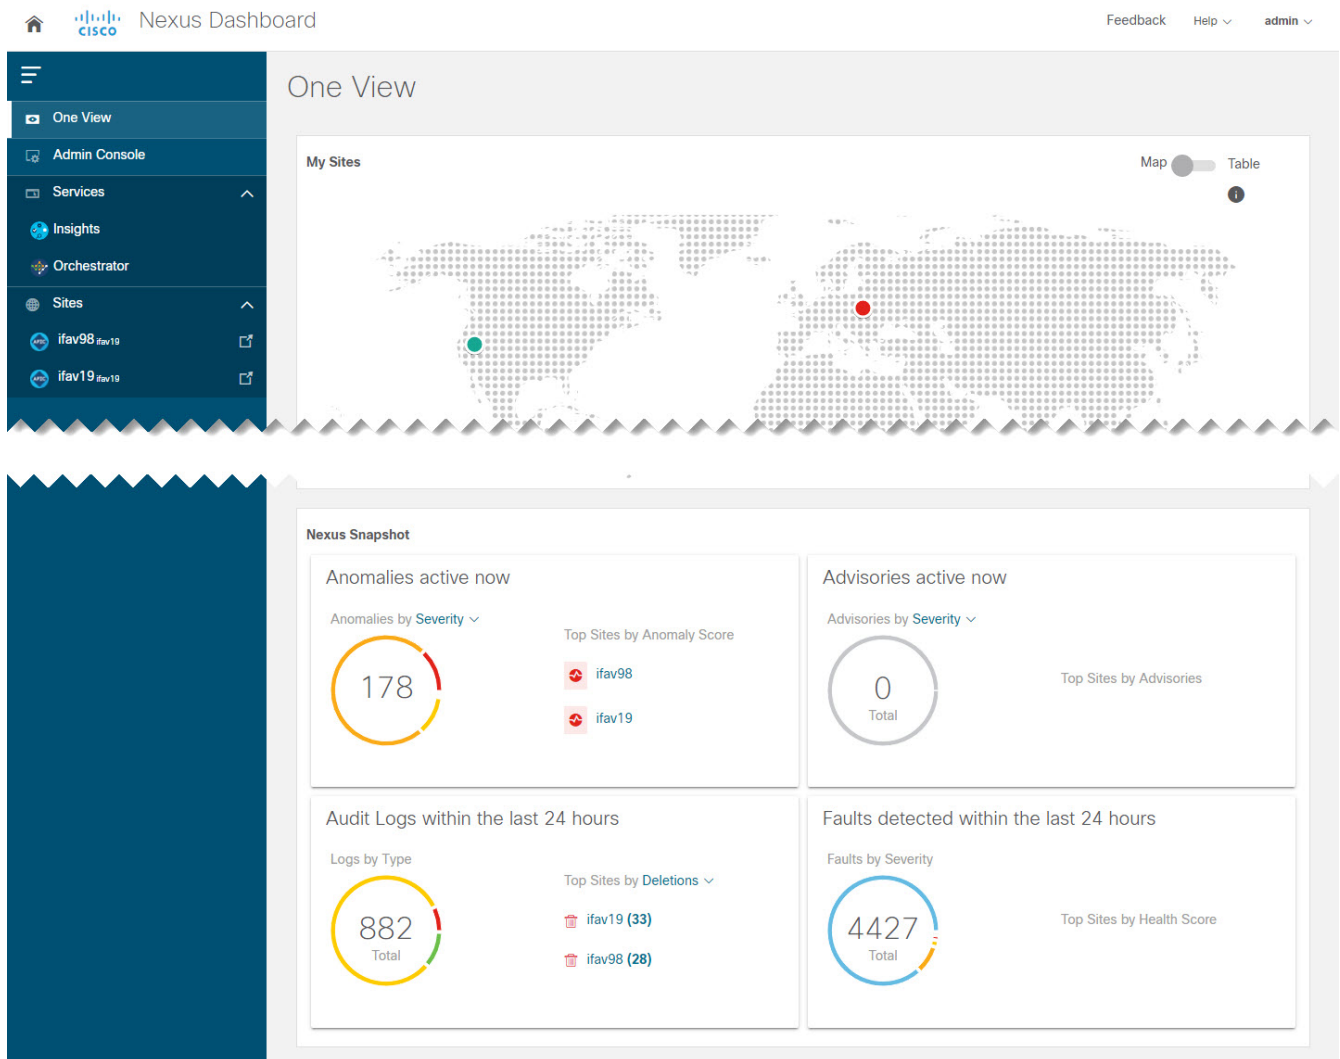 CISCO Nexus Dashboard Feedback Help admin
One View
One View
Admin Console
Services
Insights
Orchestrator
Sites
ifav98 ifav19
ifav19 ifav19
My Sites Map Table
Nexus Snapshot
Anomalies active now
Anomalies by Severity
178
Top Sites by Anomaly Score
ifav98
ifav19
Advisories active now
Advisories by Severity
0
Total
Top Sites by Advisories
Audit Logs within the last 24 hours
Logs by Type
882
Total
Top Sites by Deletions
ifav19 (33)
ifav98 (28)
Faults detected within the last 24 hours
Faults by Severity
4427
Total
Top Sites by Health Score